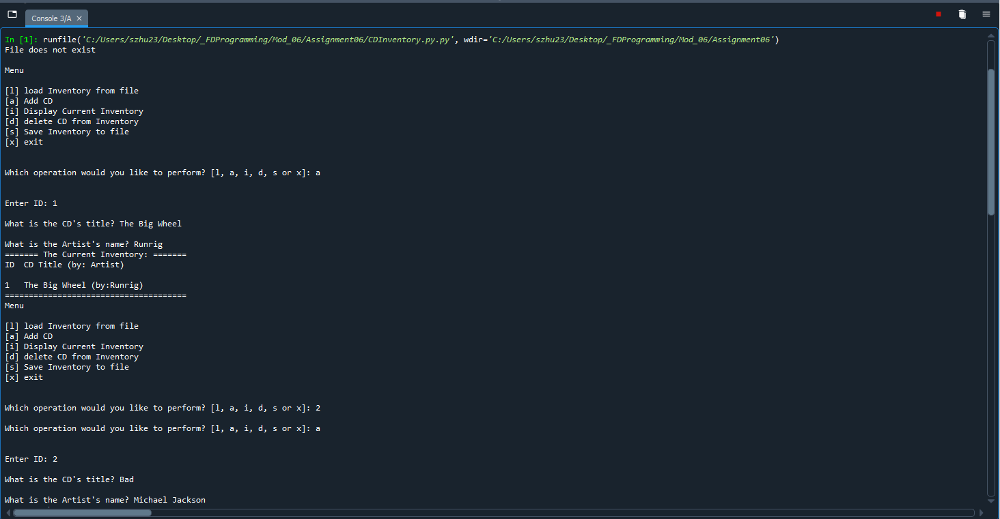 Console 3/A
In [1]: runfile('C:/Users/szhu23/Desktop/_FDProgramming/Mod_06/Assignment06/CDInventory.py.py', wdir='C:/Users/szhu23/Desktop/_FDProgramming/Mod_06/Assignment06')
File does not exist
Menu
[l] load Inventory from file
[a] Add CD
[i] Display Current Inventory
[d] delete CD from Inventory
[s] Save Inventory to file
[x] exit
Which operation would you like to perform? [l, a, i, d, s or x]: a
Enter ID: 1
What is the CD's title? The Big Wheel
What is the Artist's name? Runrig
======= The Current Inventory: =======
ID  CD Title (by: Artist)
1   The Big Wheel (by:Runrig)
======================================
Menu
[l] load Inventory from file
[a] Add CD
[i] Display Current Inventory
[d] delete CD from Inventory
[s] Save Inventory to file
[x] exit
Which operation would you like to perform? [l, a, i, d, s or x]: 2
Which operation would you like to perform? [l, a, i, d, s or x]: a
Enter ID: 2
What is the CD's title? Bad
What is the Artist's name? Michael Jackson